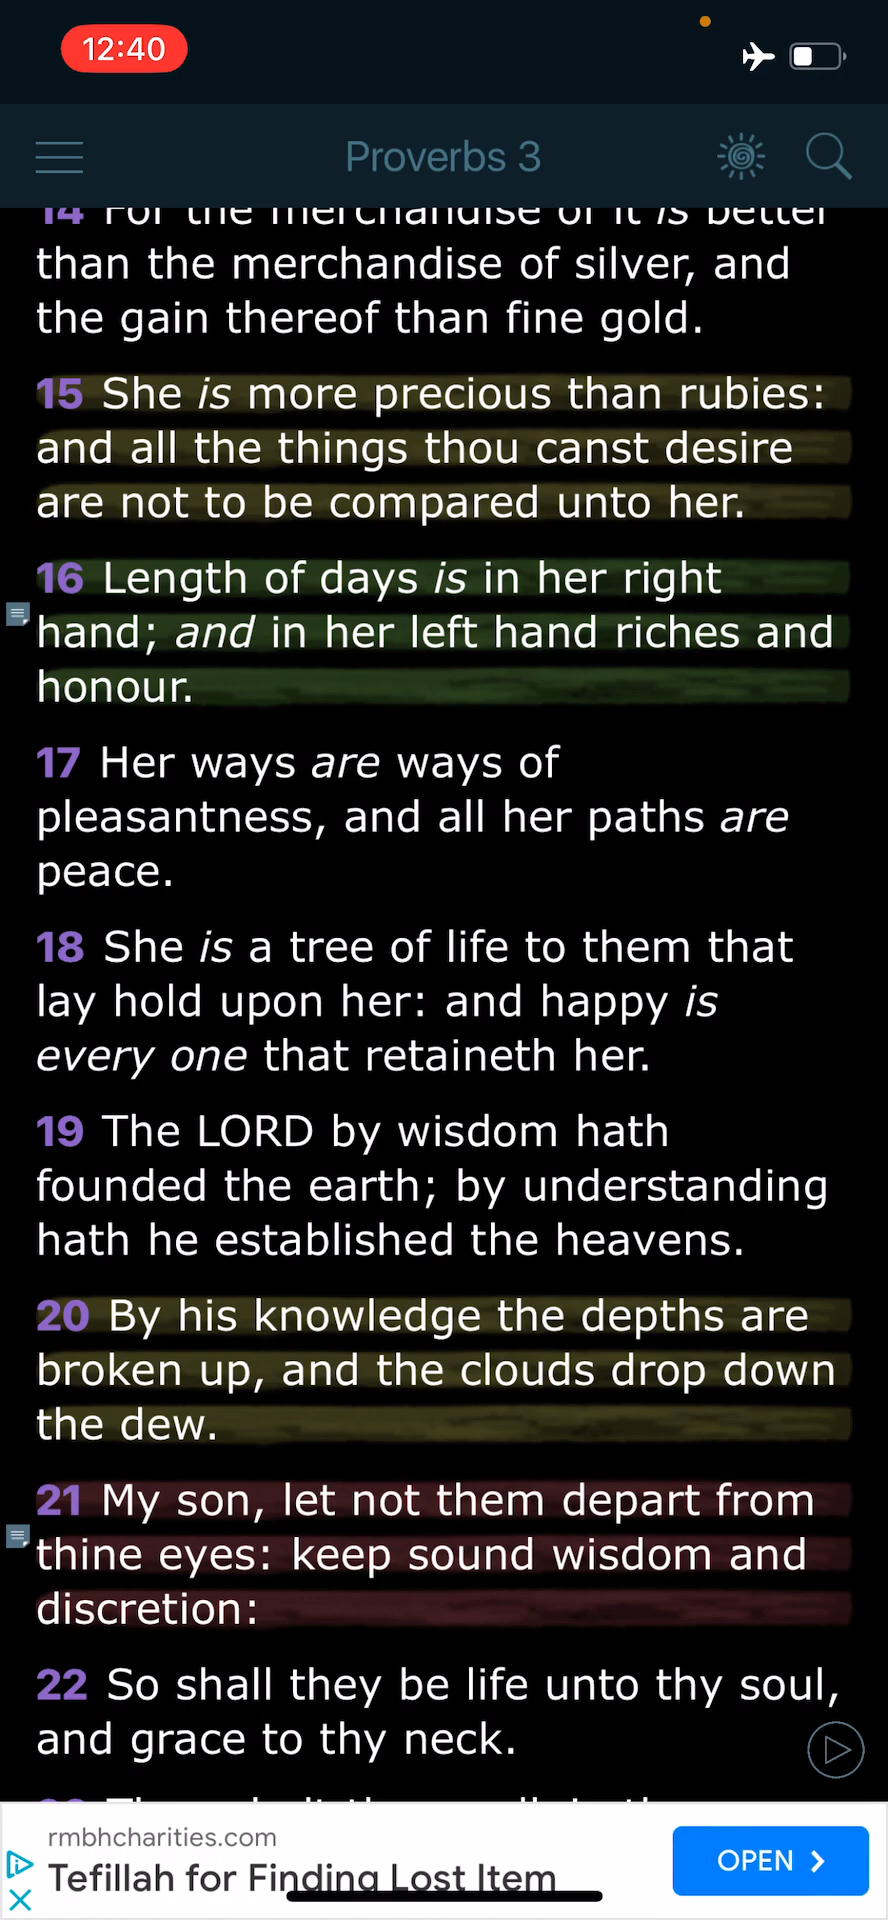 12:40
Proverbs 3
14 For the merchandise of it is better
than the merchandise of silver, and
the gain thereof than fine gold.
15 She is more precious than rubies:
and all the things thou canst desire
are not to be compared unto her.
16 Length of days is in her right
hand; and in her left hand riches and
honour.
17 Her ways are ways of
pleasantness, and all her paths are
peace.
18 She is a tree of life to them that
lay hold upon her: and happy is
every one that retaineth her.
19 The LORD by wisdom hath
founded the earth; by understanding
hath he established the heavens.
20 By his knowledge the depths are
broken up, and the clouds drop down
the dew.
21 My son, let not them depart from
thine eyes: keep sound wisdom and
discretion:
22 So shall they be life unto thy soul,
and grace to thy neck.
rmbhcharities.com
Tefillah for Finding Lost Item
OPEN